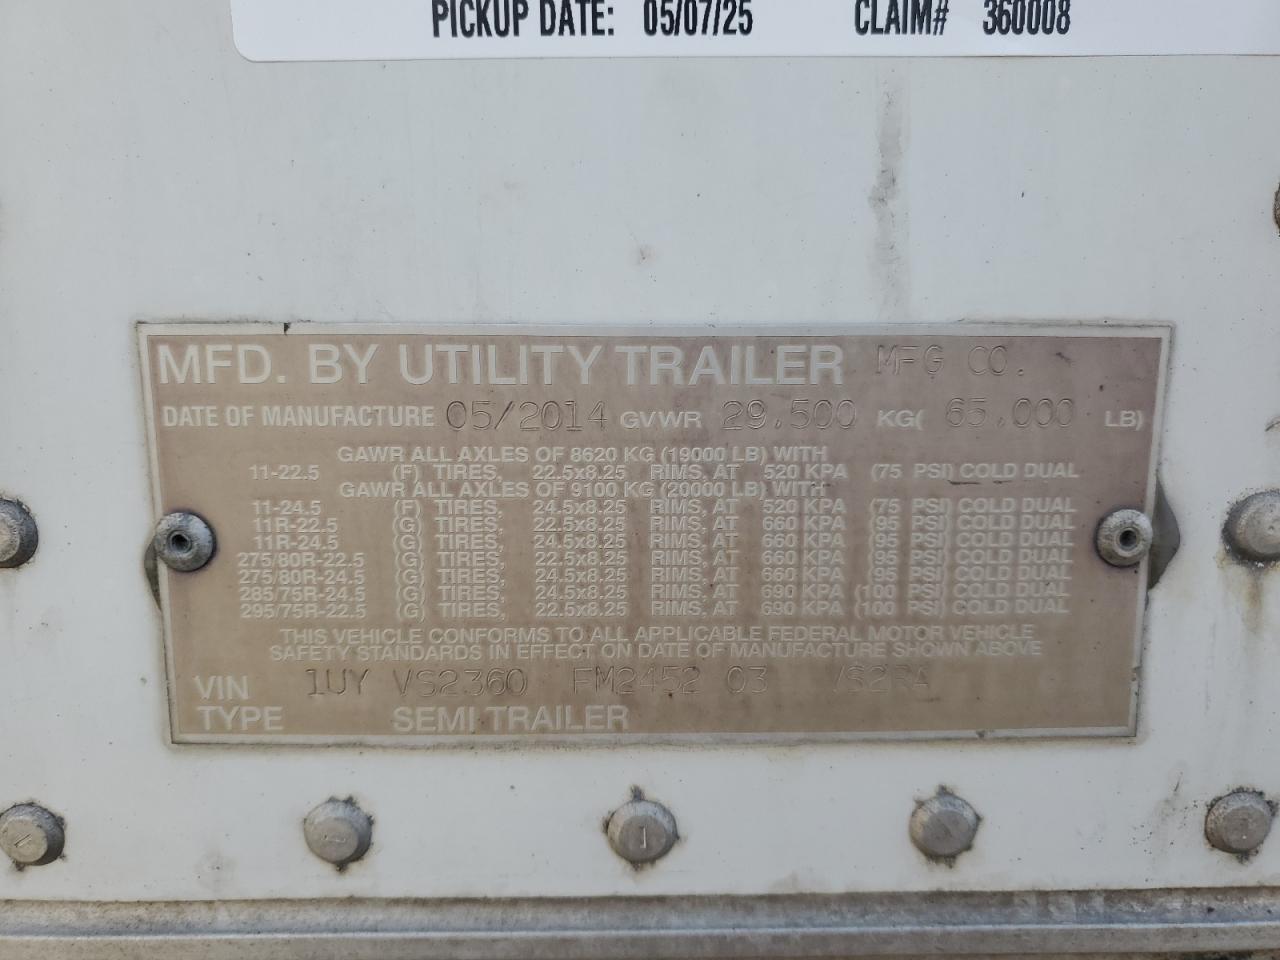 PICKUP DATE: 05/07/25 CLAIM# 360008
MFD. BY UTILITY TRAILER MFG CO.
DATE OF MANUFACTURE 05/2014 GVWR 29,500 KG( 65,000 LB)
GAWR ALL AXLES OF 8620 KG (19000 LB) WITH
11-22.5 (F) TIRES, 22.5x8.25 RIMS, AT 520 KPA (75 PSI) COLD DUAL
GAWR ALL AXLES OF 9100 KG (20000 LB) WITH
11-24.5 (F) TIRES, 24.5x8.25 RIMS, AT 520 KPA (75 PSI) COLD DUAL
11R-22.5 (G) TIRES, 22.5x8.25 RIMS, AT 660 KPA (95 PSI) COLD DUAL
11R-24.5 (G) TIRES, 24.5x8.25 RIMS, AT 660 KPA (95 PSI) COLD DUAL
275/80R-22.5 (G) TIRES, 22.5x8.25 RIMS, AT 660 KPA (95 PSI) COLD DUAL
275/80R-24.5 (G) TIRES, 24.5x8.25 RIMS, AT 660 KPA (95 PSI) COLD DUAL
285/75R-24.5 (G) TIRES, 24.5x8.25 RIMS, AT 690 KPA (100 PSI) COLD DUAL
295/75R-22.5 (G) TIRES, 22.5x8.25 RIMS, AT 690 KPA (100 PSI) COLD DUAL
THIS VEHICLE CONFORMS TO ALL APPLICABLE FEDERAL MOTOR VEHICLE
SAFETY STANDARDS IN EFFECT ON DATE OF MANUFACTURE SHOWN ABOVE
VIN 1UY VS2360 FM2452 03 VS2RA
TYPE SEMI TRAILER